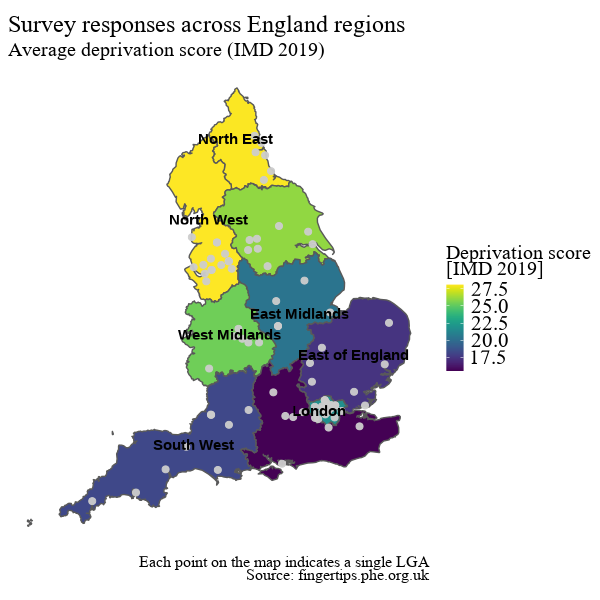 Survey responses across England regions
Average deprivation score (IMD 2019)
North East
North West
East Midlands
West Midlands
East of England
London
South West
Deprivation score
[IMD 2019]
27.5
25.0
22.5
20.0
17.5
Each point on the map indicates a single LGA
Source: fingertips.phe.org.uk